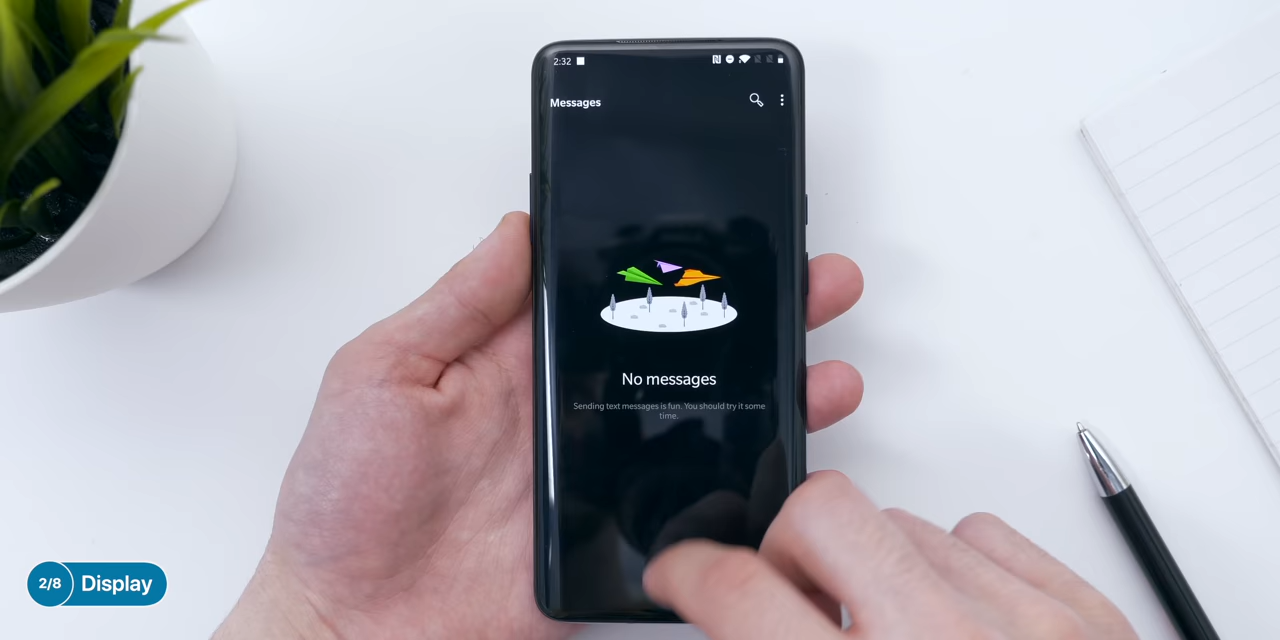 2:32
Messages
No messages
Sending text messages is fun. You should try it some
time.
2/8 Display